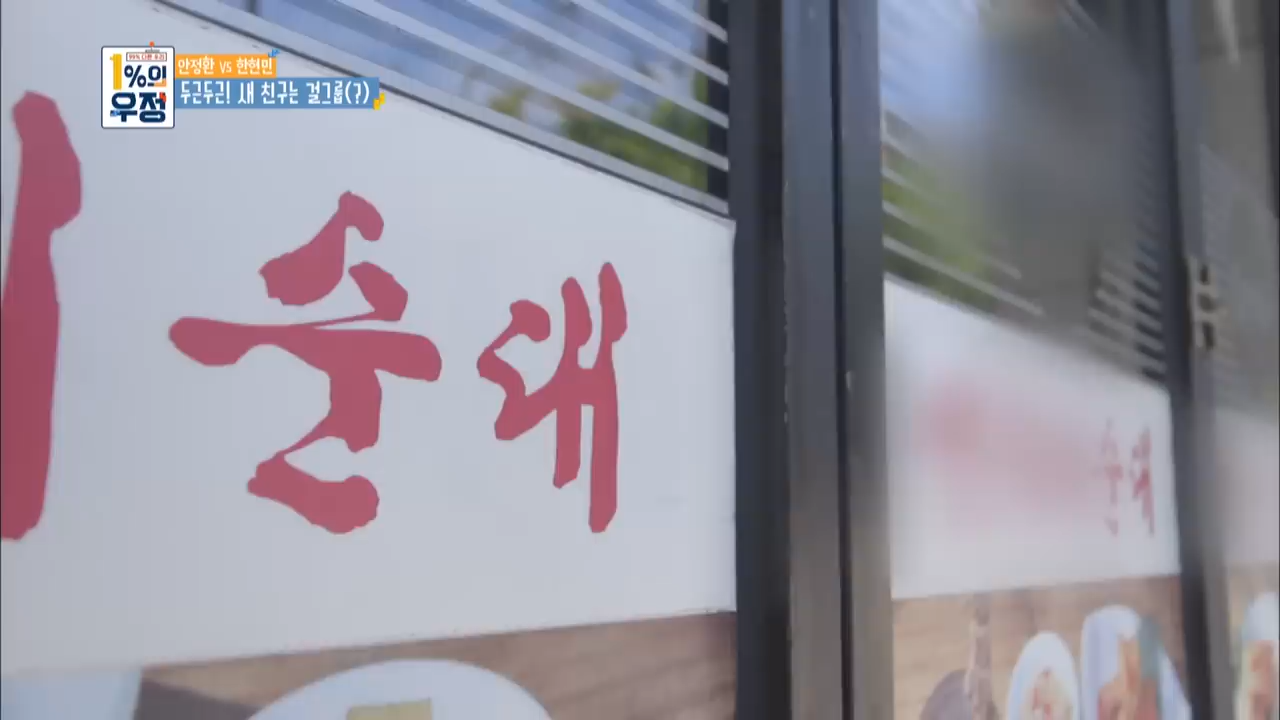 99% 다른 우리
1%의
우정
안정환 vs 한현민
두근두긴! 새 친구는 걸그룹(?)
순대
순대